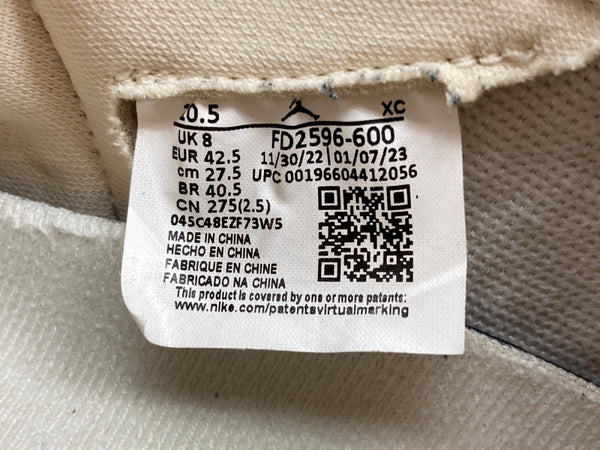 .5 XC
UK 8 FD2596-600
EUR 42.5 11/30/22 | 01/07/23
cm 27.5 UPC 00196604412056
BR 40.5
CN 275(2.5)
045C48EZF73W5
MADE IN CHINA
HECHO EN CHINA
FABRIQUE EN CHINE
FABRICADO NA CHINA
This product is covered by one or more patents:
www.nike.com/patentsvirtualmarking